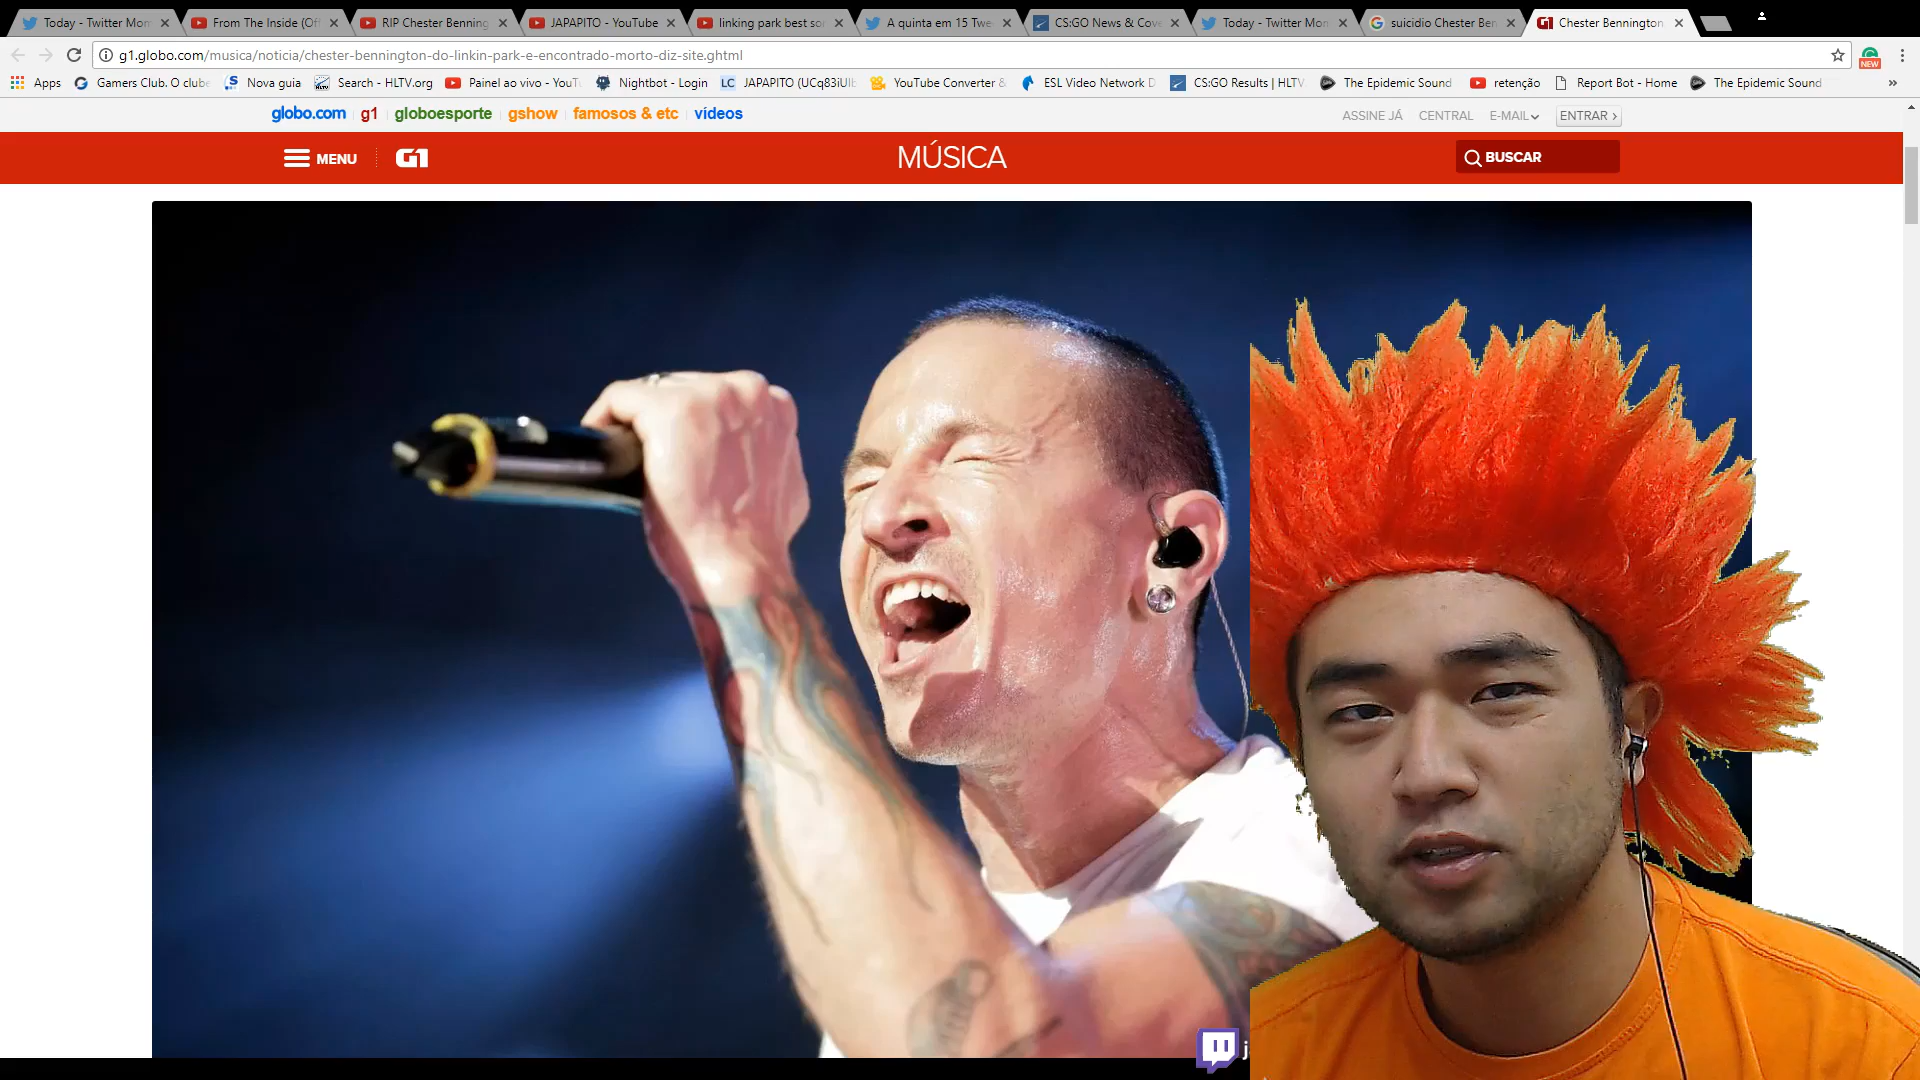 Today - Twitter Mom
From The Inside (Off
RIP Chester Benning
JAPAPITO - YouTube
linking park best so
A quinta em 15 Twe
CS:GO News & Cove
Today - Twitter Mom
suicidio Chester Ben
G1 Chester Bennington
g1.globo.com/musica/noticia/chester-bennington-do-linkin-park-e-encontrado-morto-diz-site.ghtml
NEW
Apps
Gamers Club. O clube
Nova guia
Search - HLTV.org
Painel ao vivo - YouT
Nightbot - Login
LC JAPAPITO (UCq83iUIb
YouTube Converter &
ESL Video Network D
CS:GO Results | HLTV.
The Epidemic Sound
retenção
Report Bot - Home
The Epidemic Sound
globo.com g1 globoesporte gshow famosos & etc vídeos
ASSINE JÁ CENTRAL E-MAIL ENTRAR
MENU G1 MÚSICA BUSCAR
j